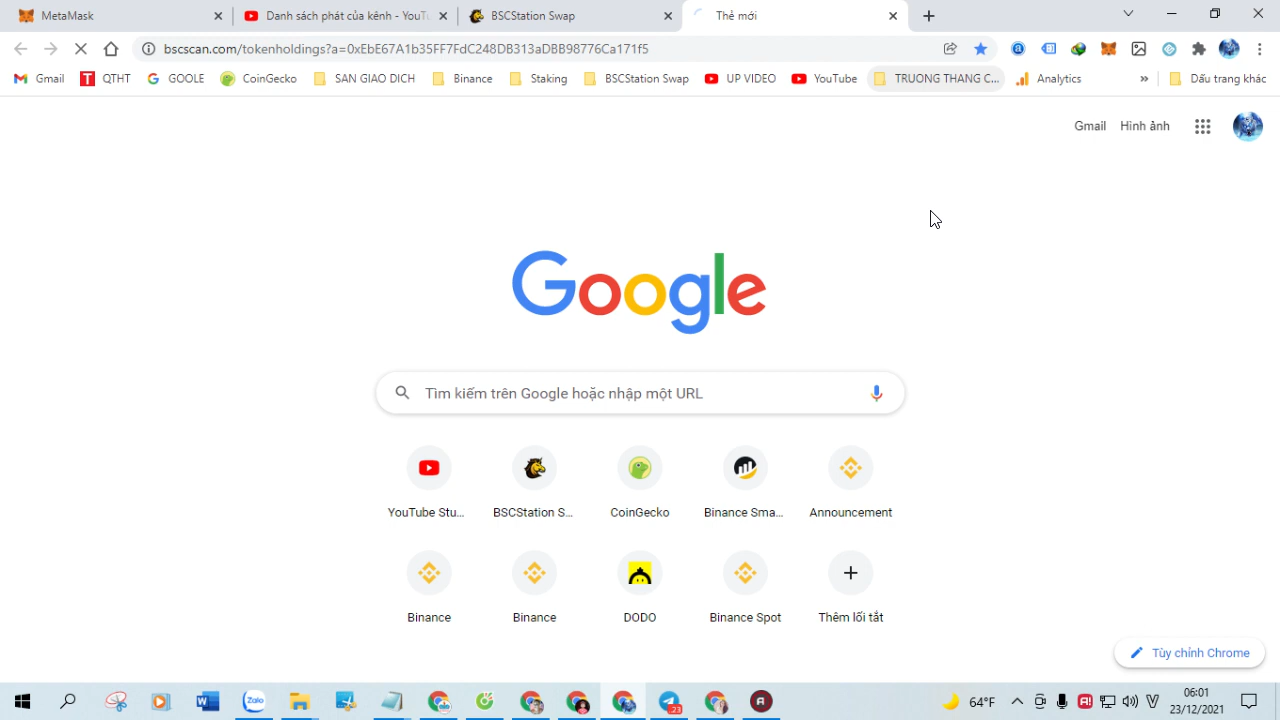 MetaMask
Danh sách phát của kênh - YouT
BSCStation Swap
Thẻ mới
bscscan.com/tokenholdings?a=0xEbE67A1b35FF7FdC248DB313aDBB98776Ca171f5
Gmail
QTHT
GOOLE
CoinGecko
SAN GIAO DICH
Binance
Staking
BSCStation Swap
UP VIDEO
YouTube
TRUONG THANG C...
Analytics
»
Dấu trang khác
Gmail
Hình ảnh
Google
Tìm kiếm trên Google hoặc nhập một URL
YouTube Stu...
BSCStation S...
CoinGecko
Binance Sma...
Announcement
Binance
Binance
DODO
Binance Spot
Thêm lối tắt
Tùy chỉnh Chrome
Zalo
23
64°F
06:01
23/12/2021